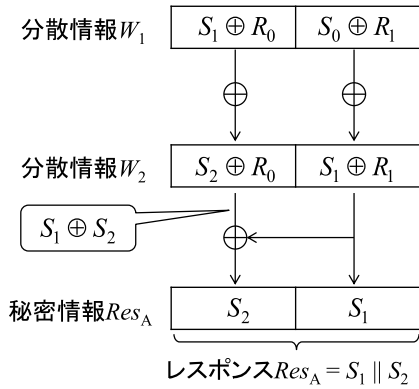 分散情報W₁ S₁ ⊕ R₀ S₀ ⊕ R₁
分散情報W₂ S₂ ⊕ R₀ S₁ ⊕ R₁
S₁ ⊕ S₂
秘密情報Res_A S₂ S₁
レスポンスRes_A = S₁ || S₂